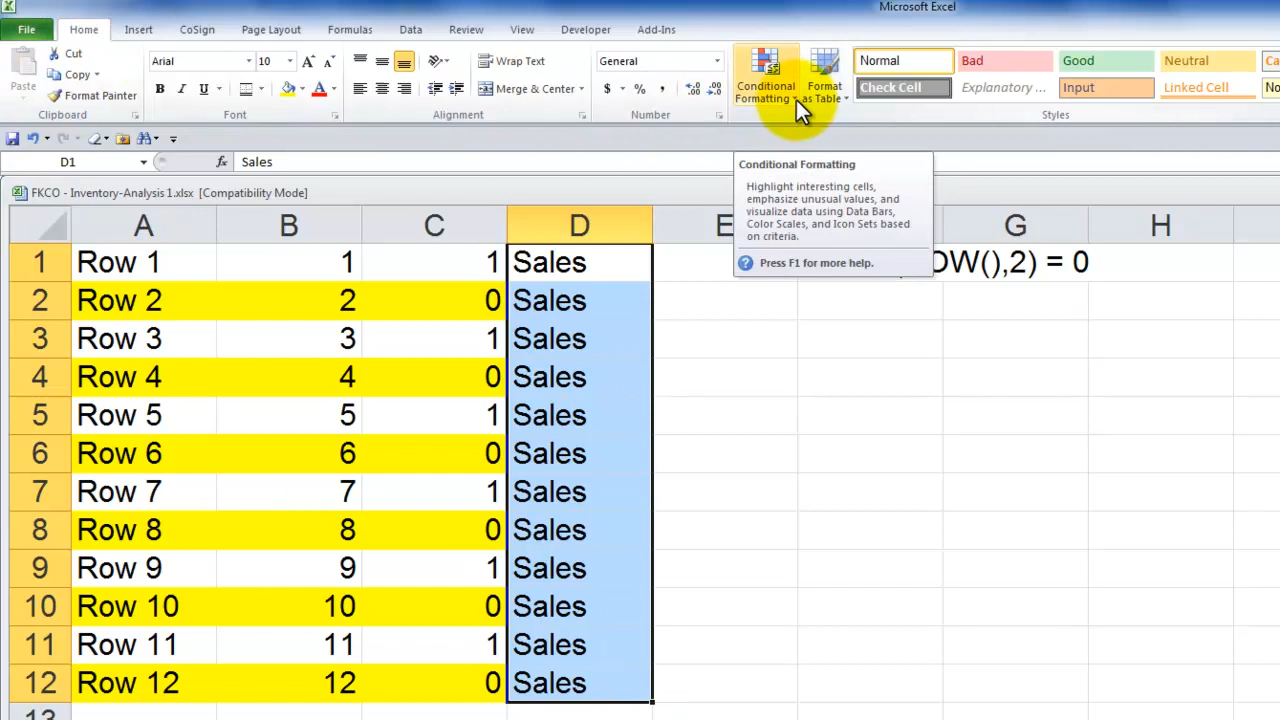 Microsoft Excel
File Home Insert CoSign Page Layout Formulas Data Review View Developer Add-Ins
Cut
Copy
Format Painter
Paste
Clipboard
Arial 10 A A
B I U A
Font
Wrap Text
Merge & Center
Alignment
General
$ % , .00 .00
Number
Conditional Formatting
Format as Table
Normal Bad Good Neutral
Check Cell Explanatory ... Input Linked Cell
Styles
D1 fx Sales
Conditional Formatting
Highlight interesting cells,
emphasize unusual values, and
visualize data using Data Bars,
Color Scales, and Icon Sets based
on criteria.
Press F1 for more help.
FKCO - Inventory-Analysis 1.xlsx [Compatibility Mode]
A B C D E G H
1 Row 1 1 1 Sales OW(),2) = 0
2 Row 2 2 0 Sales
3 Row 3 3 1 Sales
4 Row 4 4 0 Sales
5 Row 5 5 1 Sales
6 Row 6 6 0 Sales
7 Row 7 7 1 Sales
8 Row 8 8 0 Sales
9 Row 9 9 1 Sales
10 Row 10 10 0 Sales
11 Row 11 11 1 Sales
12 Row 12 12 0 Sales
13